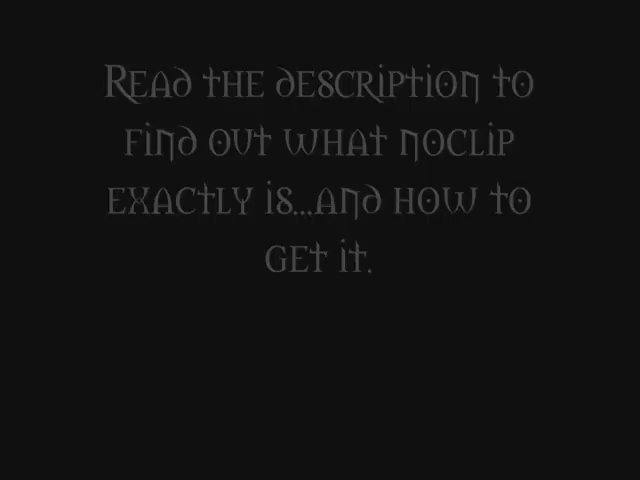 Read the description to
find out what noclip
exactly is...and how to
get it.